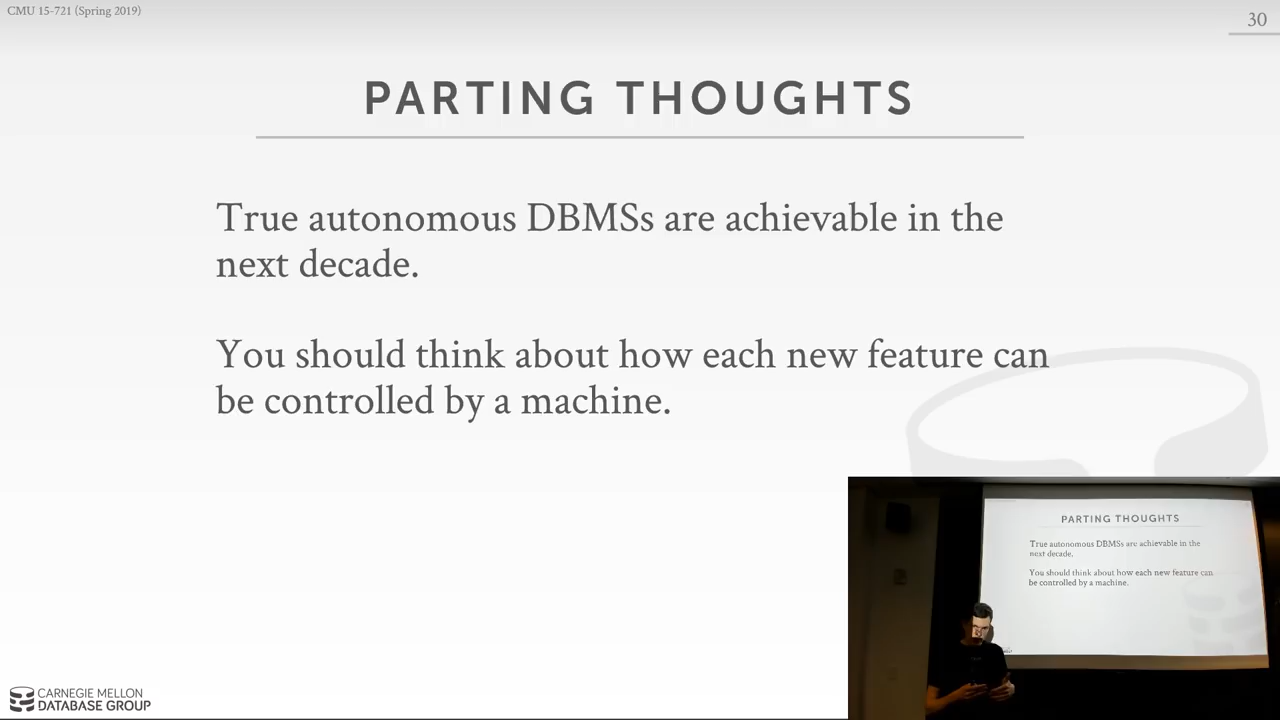 CMU 15-721 (Spring 2019)
30
PARTING THOUGHTS
True autonomous DBMSs are achievable in the
next decade.
You should think about how each new feature can
be controlled by a machine.
PARTING THOUGHTS
True autonomous DBMSs are achievable in the
next decade.
You should think about how each new feature can
be controlled by a machine.
CARNEGIE MELLON
DATABASE GROUP